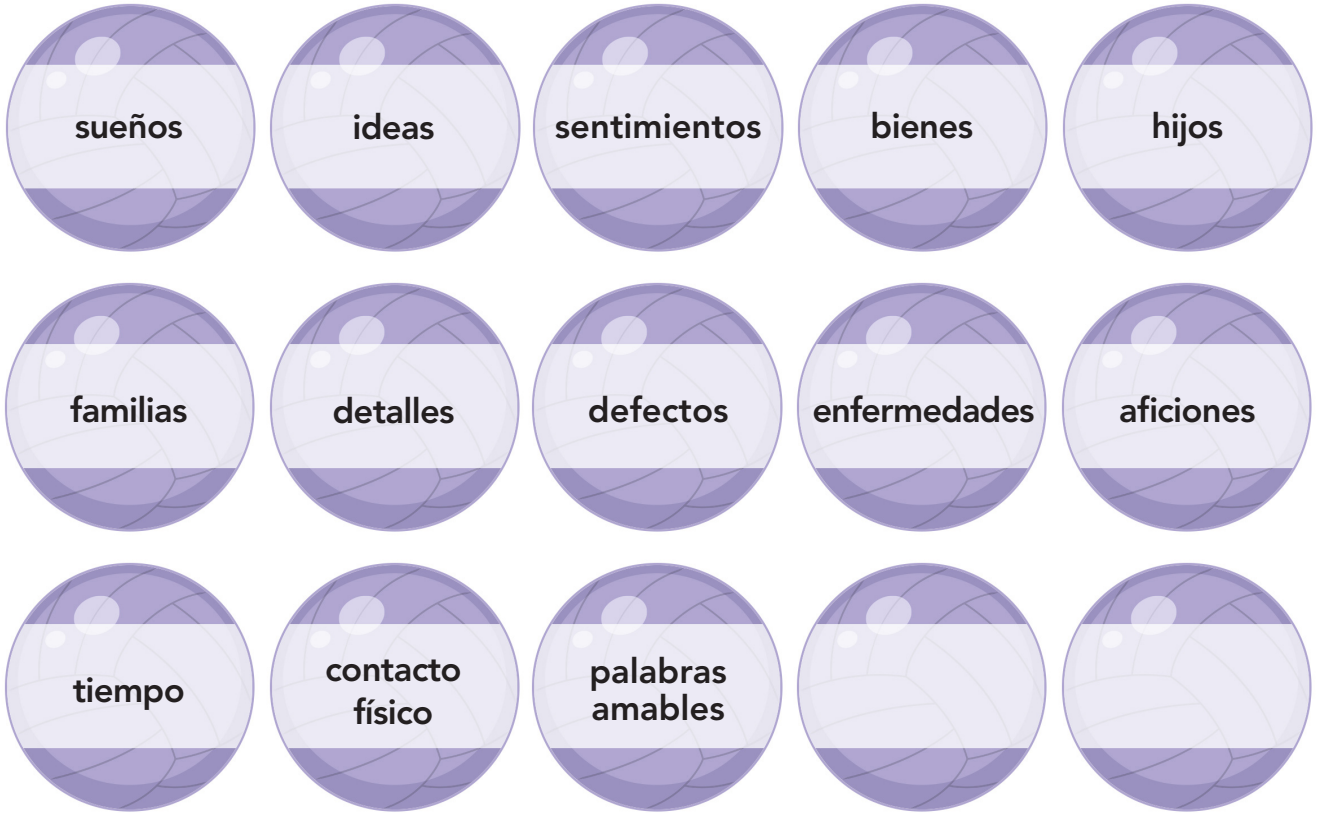 sueños
ideas
sentimientos
bienes
hijos
familias
detalles
defectos
enfermedades
aficiones
tiempo
contacto
físico
palabras
amables